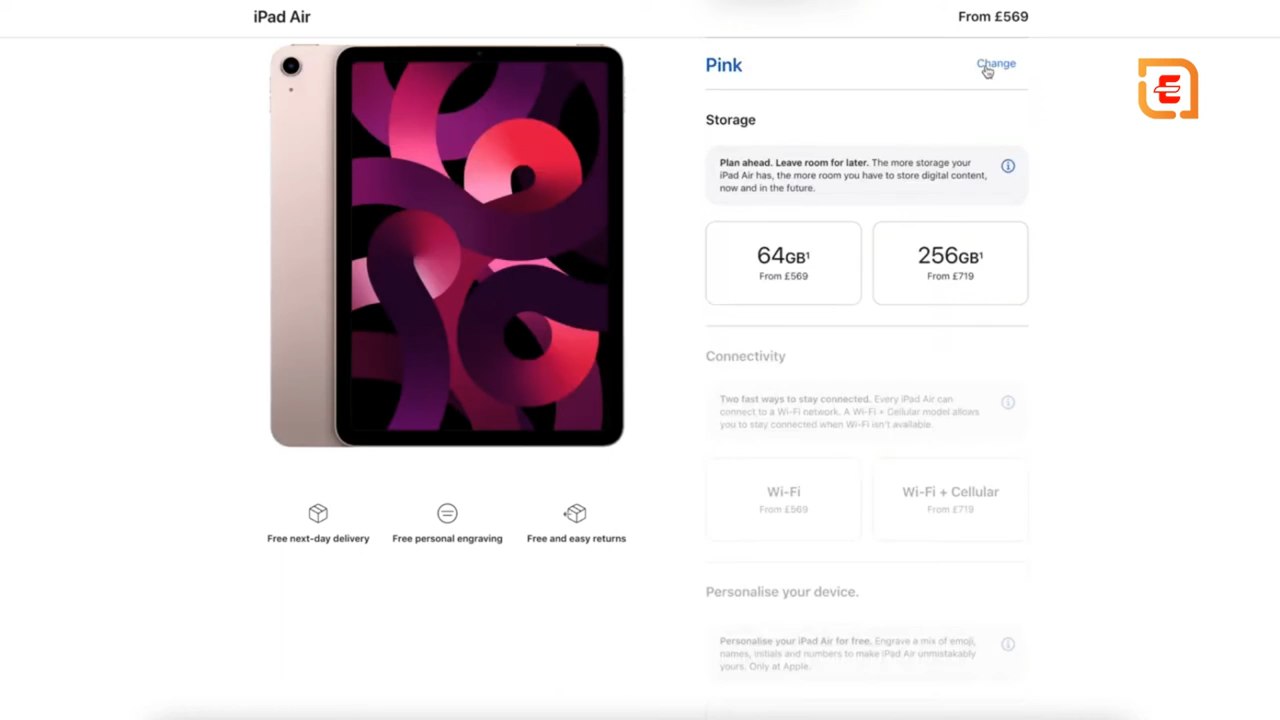 iPad Air
From £569
Pink
Change
Storage
Plan ahead. Leave room for later. The more storage your
iPad Air has, the more room you have to store digital content,
now and in the future.
64GB¹
From £569
256GB¹
From £719
Connectivity
Two fast ways to stay connected. Every iPad Air can
connect to a Wi-Fi network. A Wi-Fi + Cellular model allows
you to stay connected when Wi-Fi isn't available.
Wi-Fi
From £569
Wi-Fi + Cellular
From £719
Free next-day delivery
Free personal engraving
Free and easy returns
Personalise your device.
Personalise your iPad Air for free. Engrave a mix of emoji,
names, initials and numbers to make iPad Air unmistakably
yours. Only at Apple.
E